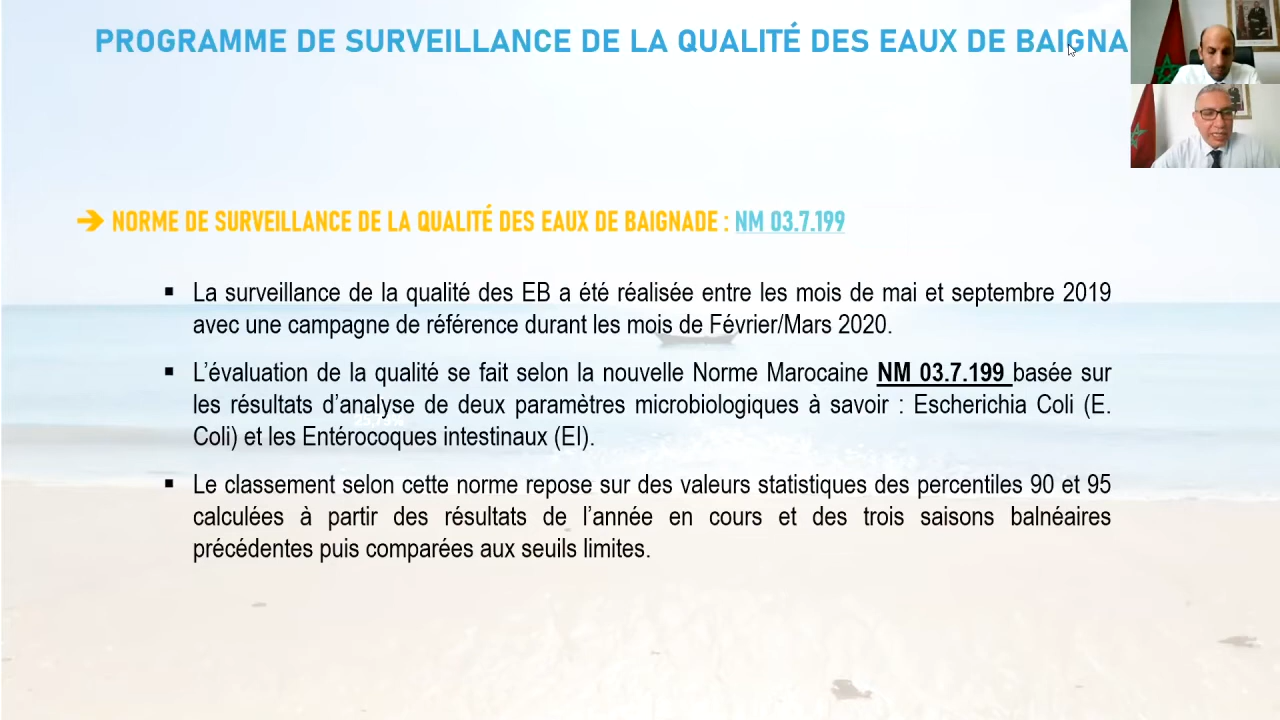 PROGRAMME DE SURVEILLANCE DE LA QUALITÉ DES EAUX DE BAIGNA
➔ NORME DE SURVEILLANCE DE LA QUALITÉ DES EAUX DE BAIGNADE : NM 03.7.199
▪ La surveillance de la qualité des EB a été réalisée entre les mois de mai et septembre 2019
avec une campagne de référence durant les mois de Février/Mars 2020.
▪ L’évaluation de la qualité se fait selon la nouvelle Norme Marocaine NM 03.7.199 basée sur
les résultats d’analyse de deux paramètres microbiologiques à savoir : Escherichia Coli (E.
Coli) et les Entérocoques intestinaux (EI).
▪ Le classement selon cette norme repose sur des valeurs statistiques des percentiles 90 et 95
calculées à partir des résultats de l’année en cours et des trois saisons balnéaires
précédentes puis comparées aux seuils limites.